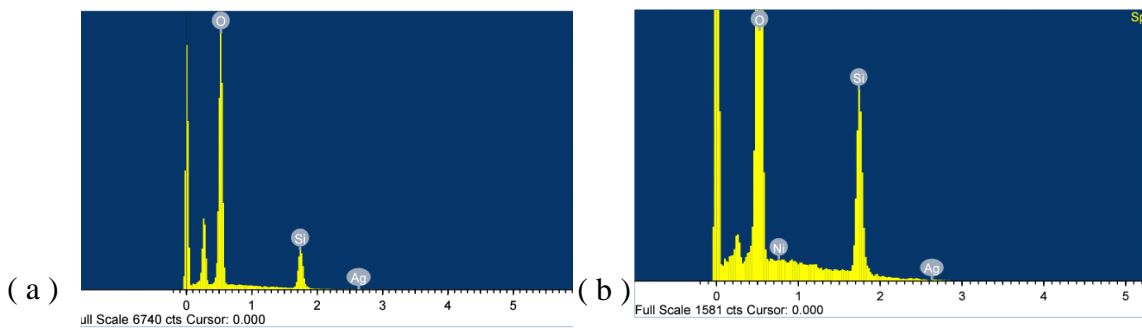 O
Si
Ag
0 1 2 3 4 5
ull Scale 6740 cts Cursor: 0.000
( a )
Sp
O
Si
Ni
Ag
0 1 2 3 4 5
Full Scale 1581 cts Cursor: 0.000
( b )